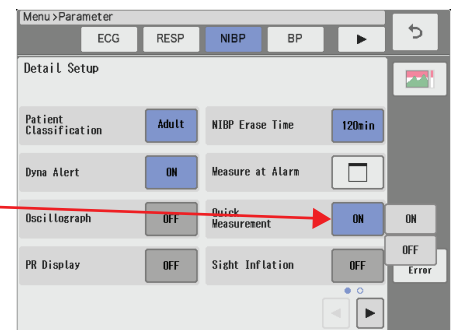 Menu>Parameter
ECG RESP NIBP BP
Detail Setup
Patient
Classification
Adult
NIBP Erase Time
120min
Dyna Alert
ON
Measure at Alarm
Oscillograph
OFF
Quick
Measurement
ON
ON
OFF
PR Display
OFF
Sight Inflation
OFF
Error